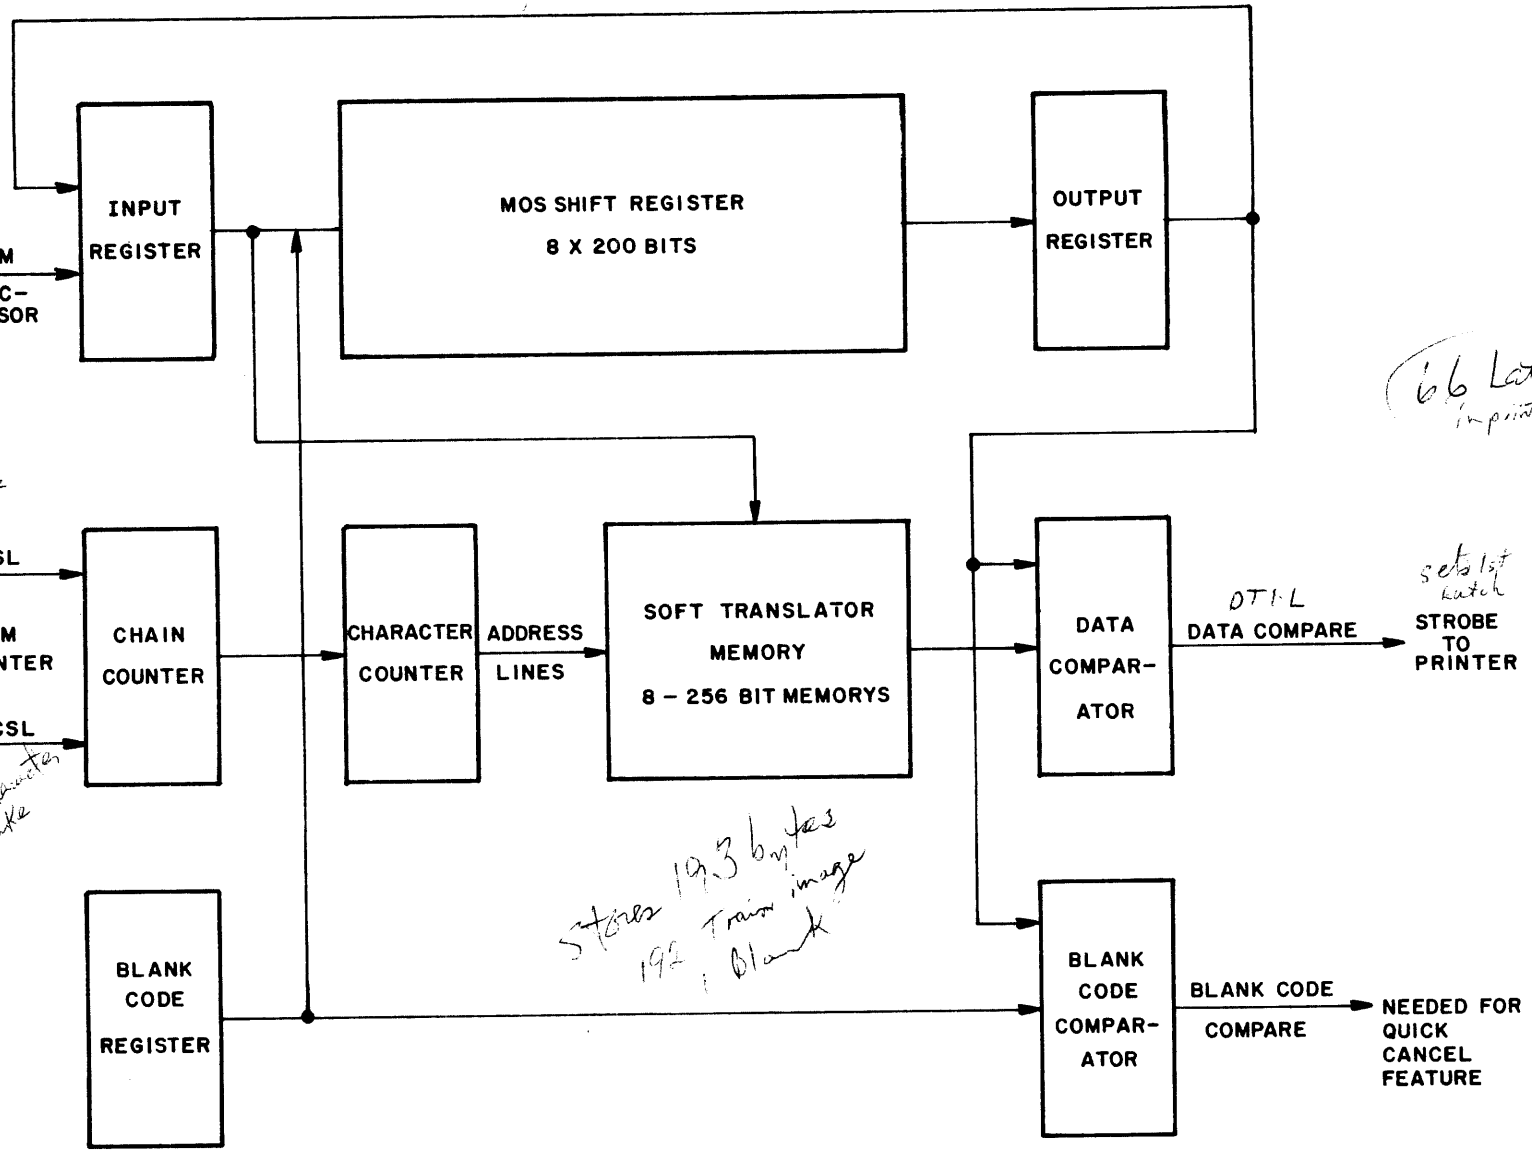 INPUT
REGISTER
MOS SHIFT REGISTER
8 X 200 BITS
OUTPUT
REGISTER
M
C-
SOR
66
SL
M
NTER
CSL
CHAIN
COUNTER
CHARACTER
COUNTER
ADDRESS
LINES
SOFT TRANSLATOR
MEMORY
8 - 256 BIT MEMORYS
DATA
COMPAR-
ATOR
DATA COMPARE
sets 1st
Latch
STROBE
TO
PRINTER
stores 193 bytes
192 Train image
1 Blank
BLANK
CODE
REGISTER
BLANK
CODE
COMPAR-
ATOR
BLANK CODE
COMPARE
NEEDED FOR
QUICK
CANCEL
FEATURE